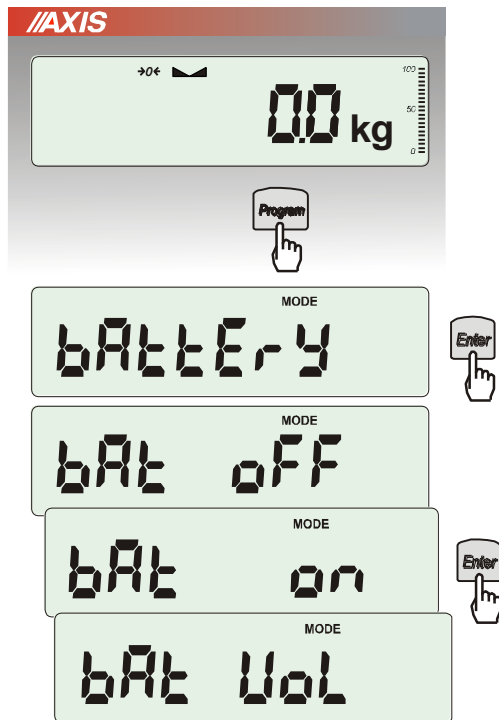 //AXIS
→0← 100
50
0.0 kg
0
Program
MODE
bAttErY
Enter
MODE
bAt oFF
MODE
bAt on
Enter
MODE
bAt VoL